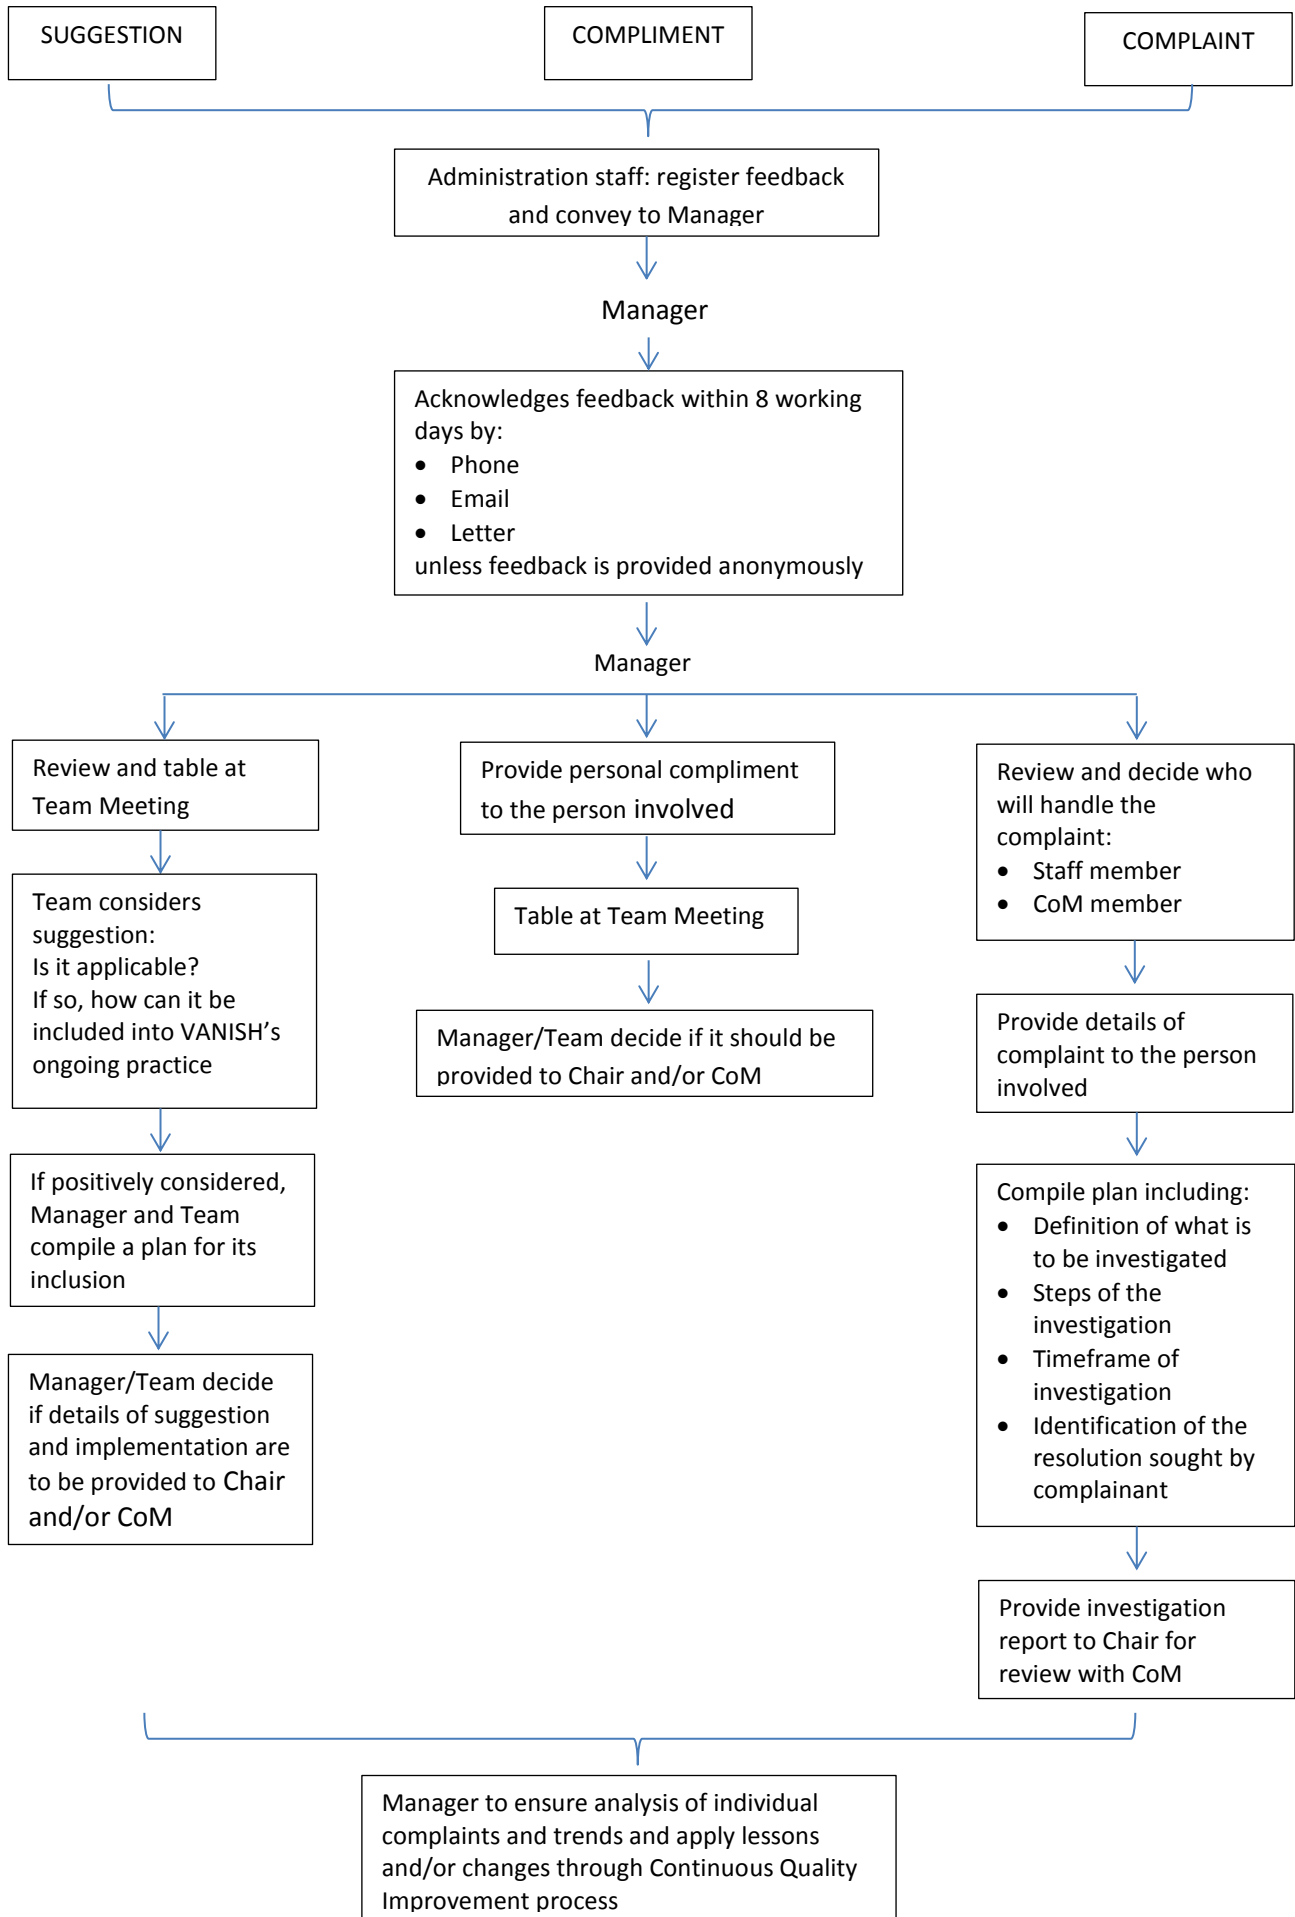 SUGGESTION
COMPLIMENT
COMPLAINT
Administration staff: register feedback
and convey to Manager
Manager
Acknowledges feedback within 8 working
days by:
• Phone
• Email
• Letter
unless feedback is provided anonymously
Manager
Review and table at
Team Meeting
Team considers
suggestion:
Is it applicable?
If so, how can it be
included into VANISH’s
ongoing practice
If positively considered,
Manager and Team
compile a plan for its
inclusion
Manager/Team decide
if details of suggestion
and implementation are
to be provided to Chair
and/or CoM
Provide personal compliment
to the person involved
Table at Team Meeting
Manager/Team decide if it should be
provided to Chair and/or CoM
Review and decide who
will handle the
complaint:
• Staff member
• CoM member
Provide details of
complaint to the person
involved
Compile plan including:
• Definition of what is
to be investigated
• Steps of the
investigation
• Timeframe of
investigation
• Identification of the
resolution sought by
complainant
Provide investigation
report to Chair for
review with CoM
Manager to ensure analysis of individual
complaints and trends and apply lessons
and/or changes through Continuous Quality
Improvement process